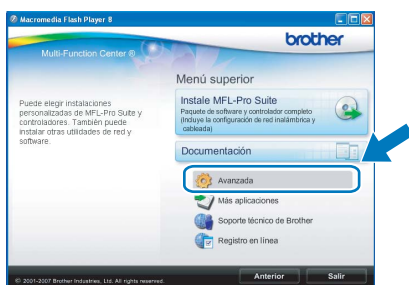 Macromedia Flash Player 8
brother
Multi-Function Center ®
Menú superior
Puede elegir instalaciones
personalizadas de MFL-Pro Suite y
controladores. También puede
instalar otras utilidades de red y
software.
Instale MFL-Pro Suite
Paquete de software y controlador completo
(Incluye la configuración de red inalámbrica y
cableada)
Documentación
Avanzada
Más aplicaciones
Soporte técnico de Brother
Registro en línea
© 2001-2007 Brother Industries, Ltd. All rights reserved.
Anterior
Salir